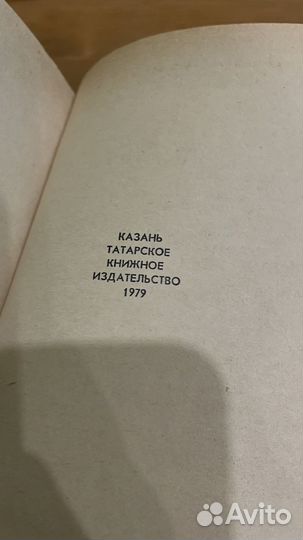 КАЗАНЬ
ТАТАРСКОЕ
КНИЖНОЕ
ИЗДАТЕЛЬСТВО
1979
Avito